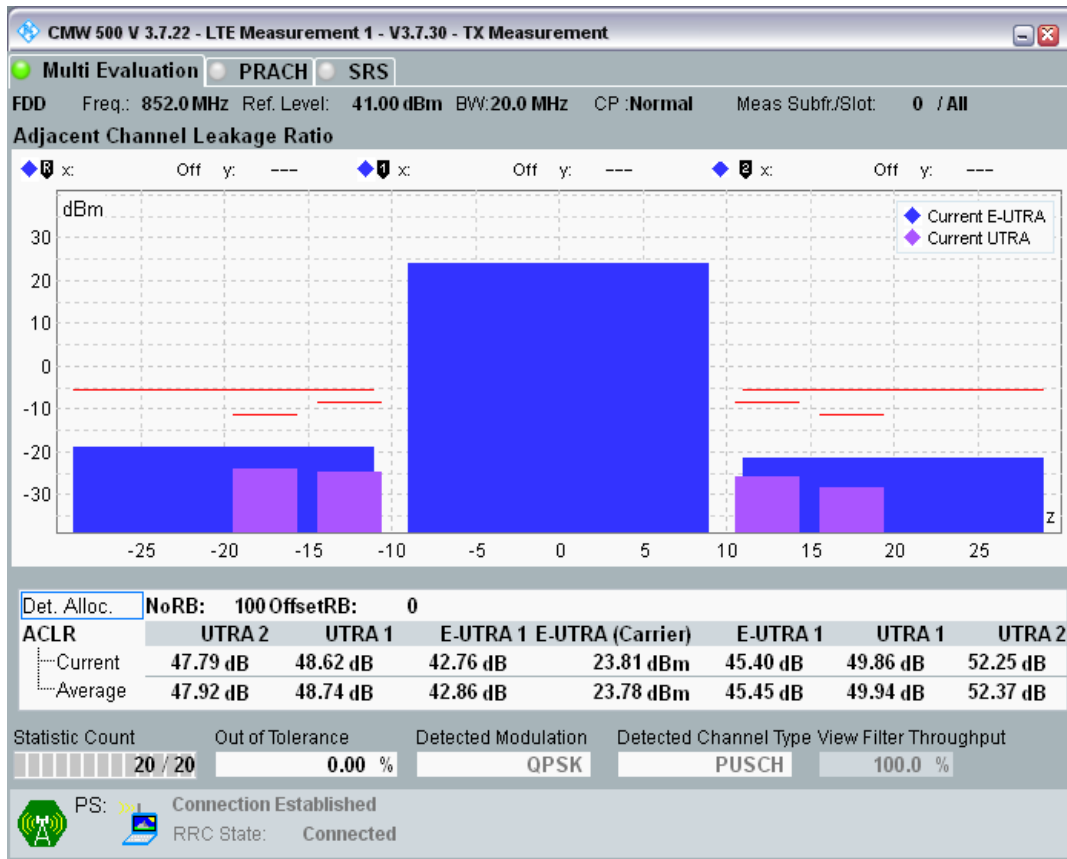 CMW 500 V 3.7.22 - LTE Measurement 1 - V3.7.30 - TX Measurement
Multi Evaluation PRACH SRS
FDD Freq.: 852.0 MHz Ref. Level: 41.00 dBm BW:20.0 MHz CP :Normal Meas Subfr./Slot: 0 / All
Adjacent Channel Leakage Ratio
R x: Off y: --- 1 x: Off y: --- 2 x: Off y: ---
dBm
Current E-UTRA
Current UTRA
30
20
10
0
-10
-20
-30
z
-25 -20 -15 -10 -5 0 5 10 15 20 25
Det. Alloc. NoRB: 100 OffsetRB: 0
ACLR UTRA 2 UTRA 1 E-UTRA 1 E-UTRA (Carrier) E-UTRA 1 UTRA 1 UTRA 2
Current 47.79 dB 48.62 dB 42.76 dB 23.81 dBm 45.40 dB 49.86 dB 52.25 dB
Average 47.92 dB 48.74 dB 42.86 dB 23.78 dBm 45.45 dB 49.94 dB 52.37 dB
Statistic Count Out of Tolerance Detected Modulation Detected Channel Type View Filter Throughput
20 / 20 0.00 % QPSK PUSCH 100.0 %
PS: Connection Established
RRC State: Connected